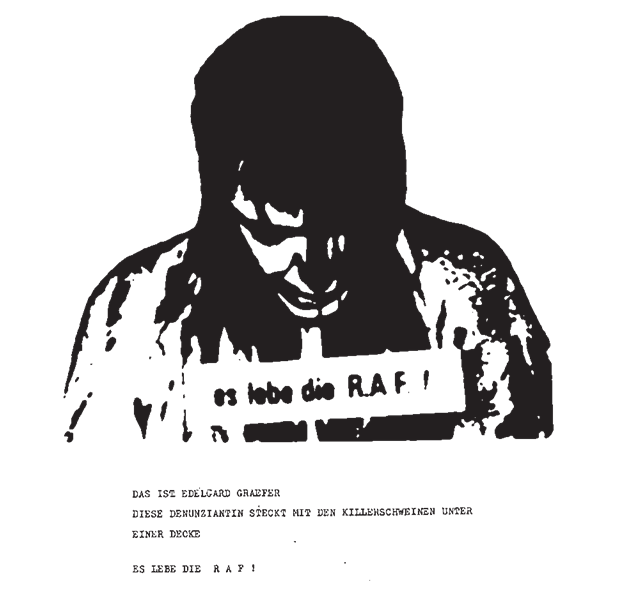 es lebe die R.A F. !
DAS IST EDELGARD GRAEFER
DIESE DENUNZIANTIN STECKT MIT DEN KILLERSCHWEINEN UNTER
EINER DECKE
ES LEBE DIE R A F !